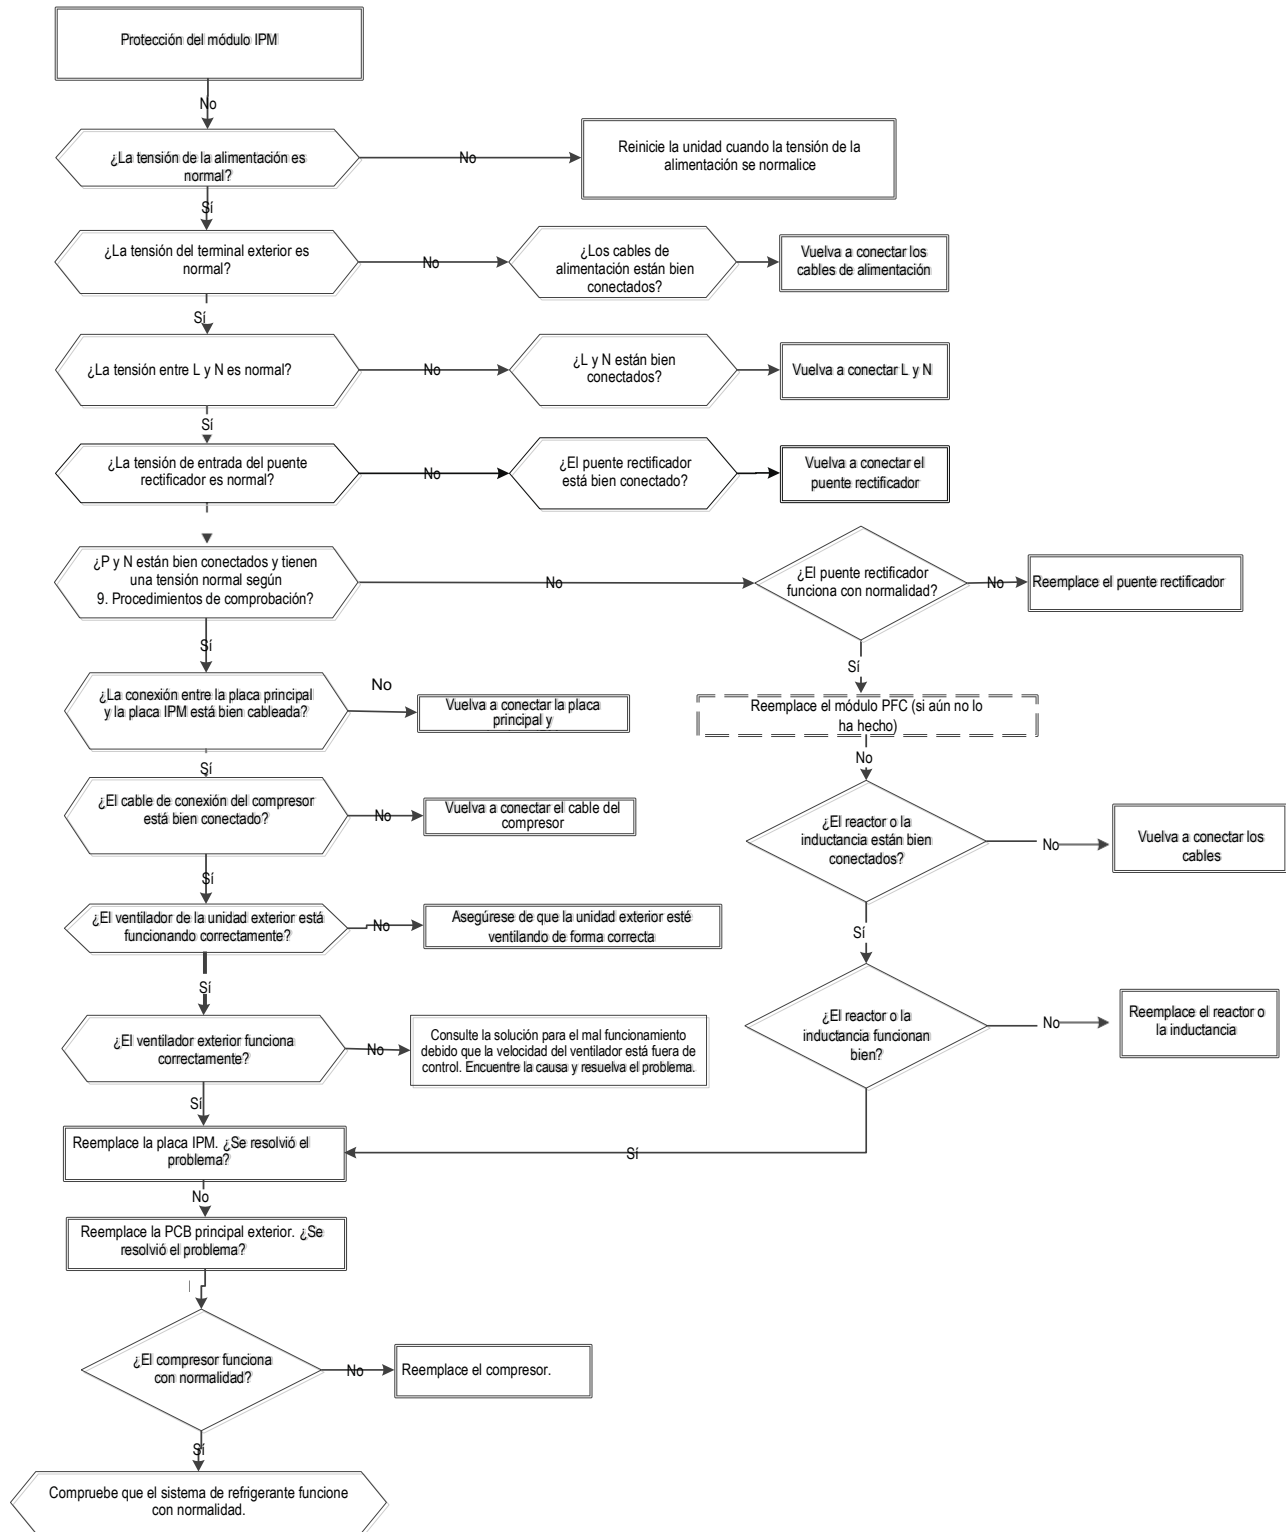 Protección del módulo IPM
No
¿La tensión de la alimentación es
normal?
No
Reinicie la unidad cuando la tensión de la
alimentación se normalice
Sí
¿La tensión del terminal exterior es
normal?
No
¿Los cables de
alimentación están bien
conectados?
Vuelva a conectar los
cables de alimentación
Sí
¿La tensión entre L y N es normal?
No
¿L y N están bien
conectados?
Vuelva a conectar L y N
Sí
¿La tensión de entrada del puente
rectificador es normal?
No
¿El puente rectificador
está bien conectado?
Vuelva a conectar el
puente rectificador
¿P y N están bien conectados y tienen
una tensión normal según
9. Procedimientos de comprobación?
No
¿El puente rectificador
funciona con normalidad?
No
Reemplace el puente rectificador
Sí
Sí
¿La conexión entre la placa principal
y la placa IPM está bien cableada?
No
Vuelva a conectar la placa
principal y
Reemplace el módulo PFC (si aún no lo
ha hecho)
No
Sí
¿El cable de conexión del compresor
está bien conectado?
No
Vuelva a conectar el cable del
compresor
¿El reactor o la
inductancia están bien
conectados?
No
Vuelva a conectar los
cables
Sí
¿El ventilador de la unidad exterior está
funcionando correctamente?
No
Asegúrese de que la unidad exterior esté
ventilando de forma correcta
Sí
Sí
¿El ventilador exterior funciona
correctamente?
No
Consulte la solución para el mal funcionamiento
debido que la velocidad del ventilador está fuera de
control. Encuentre la causa y resuelva el problema.
¿El reactor o la
inductancia funcionan
bien?
No
Reemplace el reactor o
la inductancia
Sí
Reemplace la placa IPM. ¿Se resolvió el
problema?
Sí
No
Reemplace la PCB principal exterior. ¿Se
resolvió el problema?
¿El compresor funciona
con normalidad?
No
Reemplace el compresor.
Sí
Compruebe que el sistema de refrigerante funcione
con normalidad.